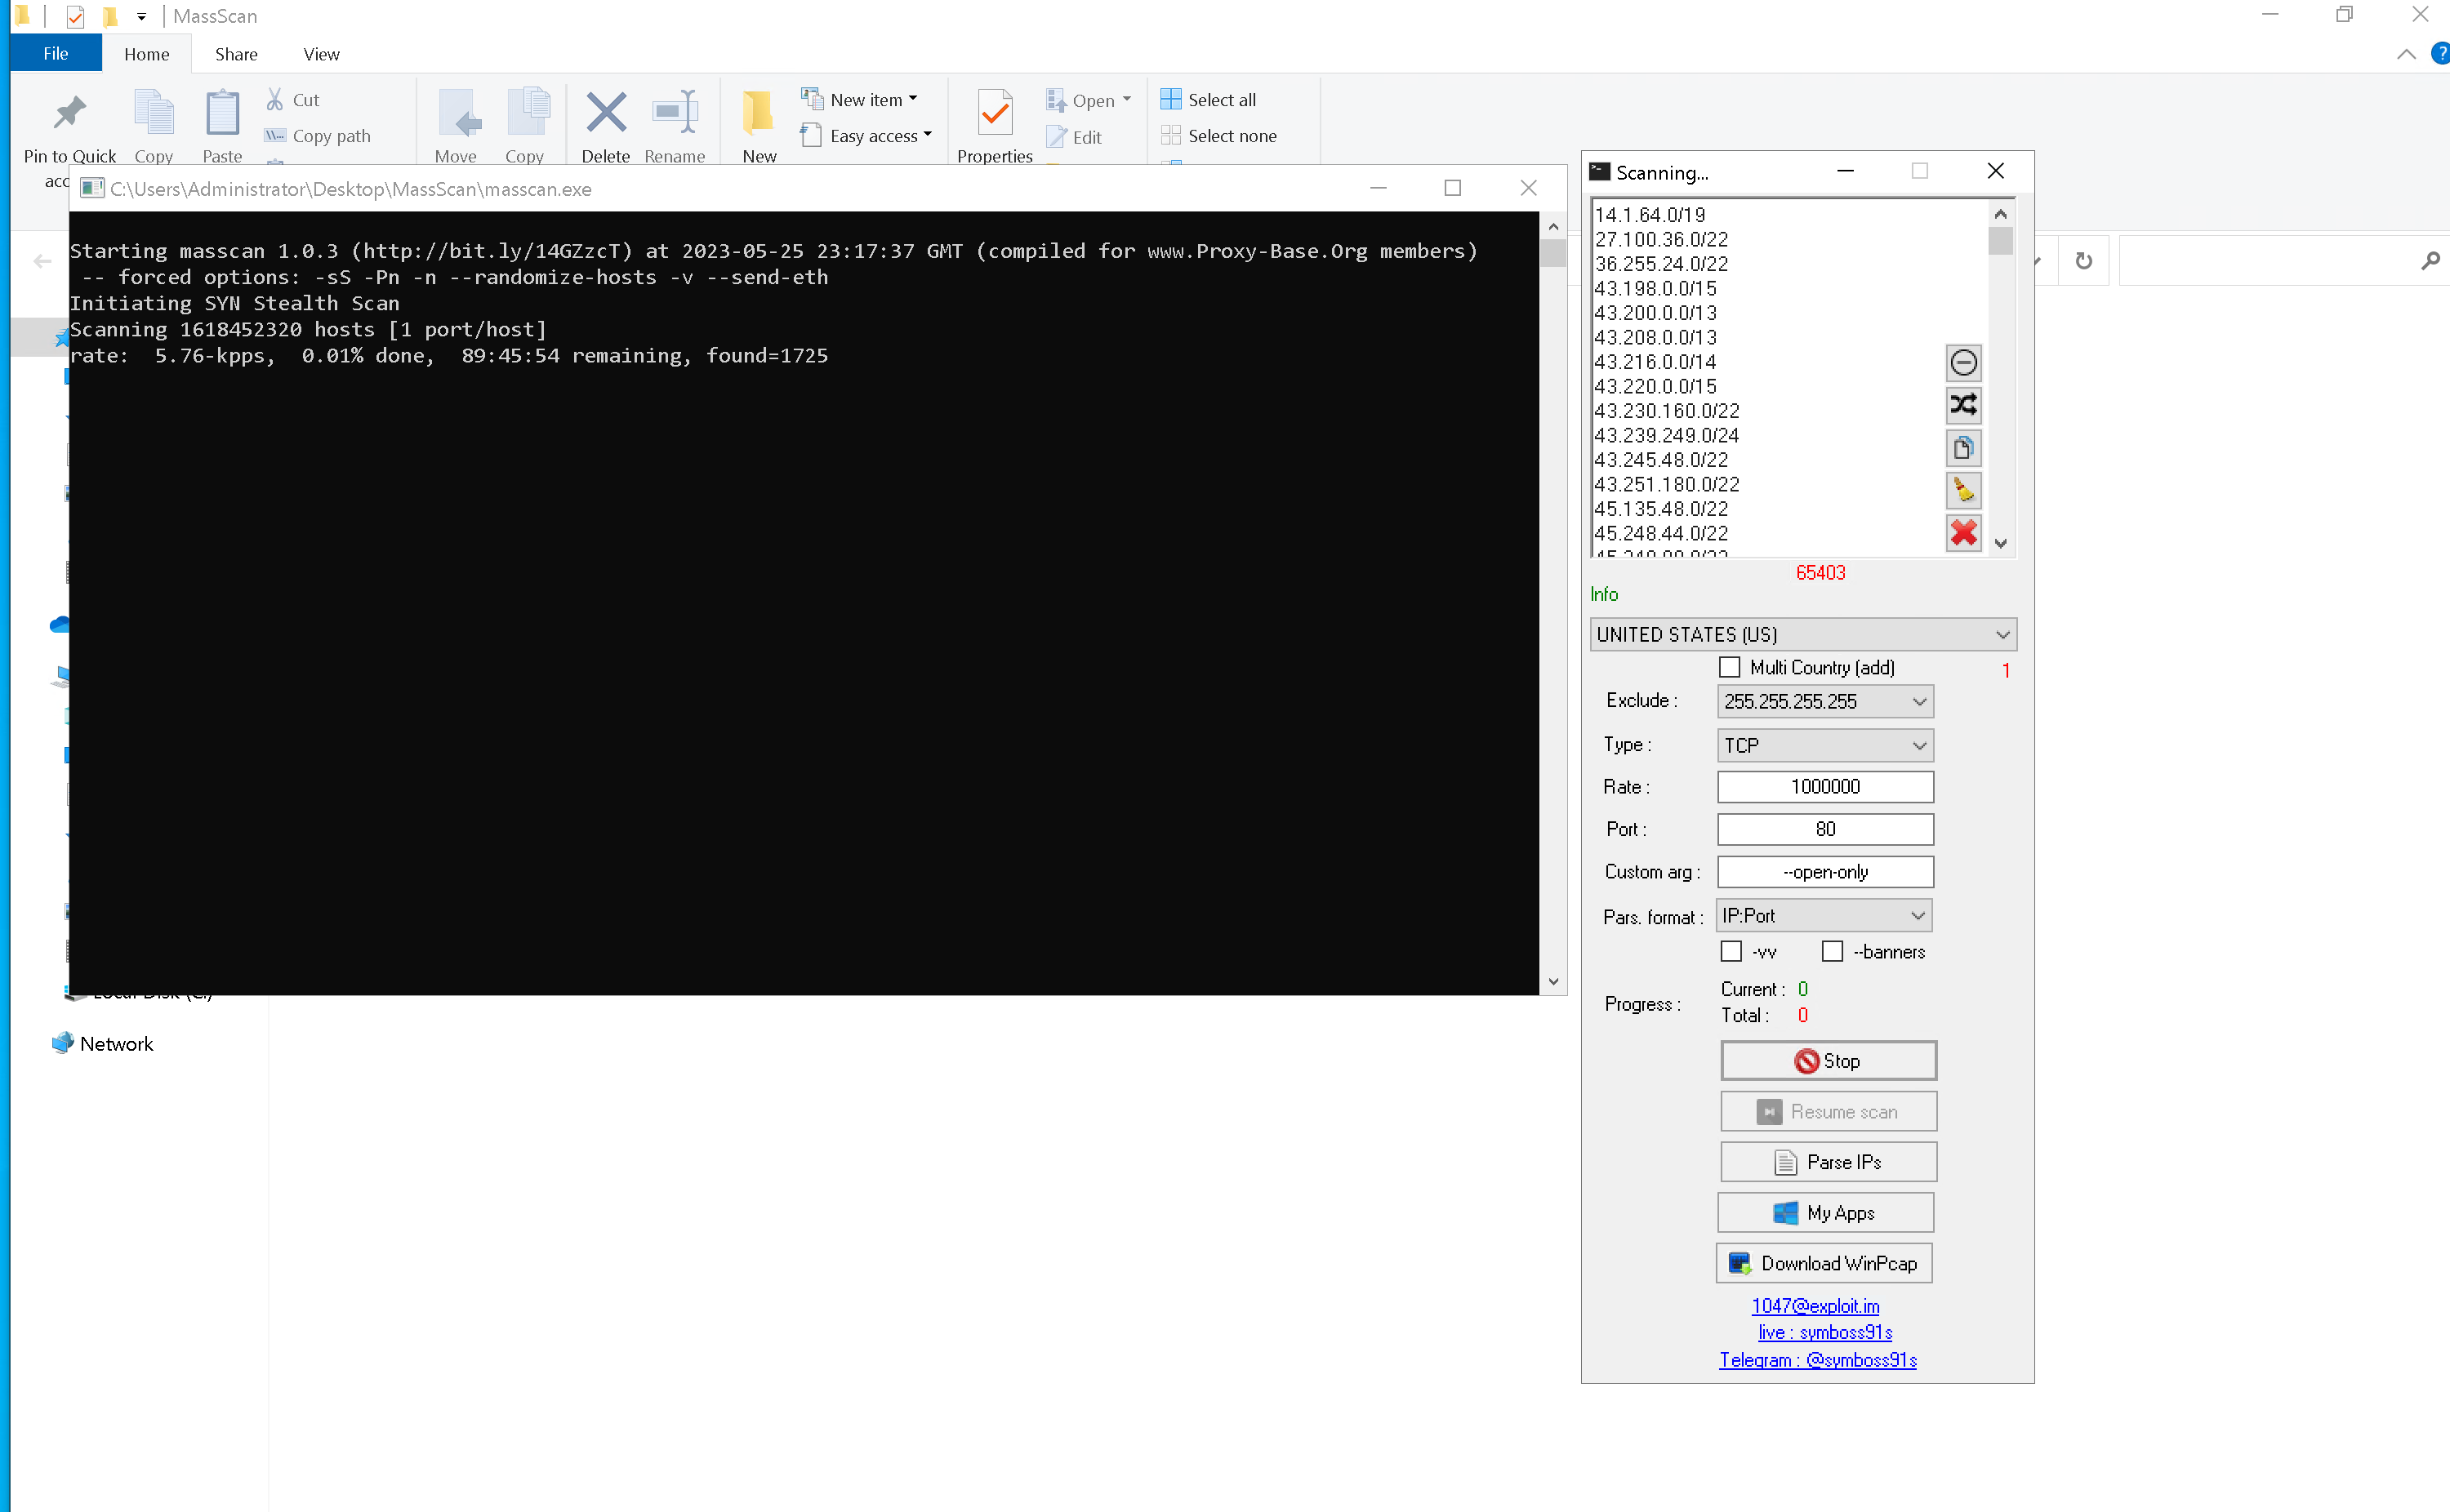 MassScan
File
Home
Share
View
Pin to Quick
Copy
Paste
Cut
Copy path
Move
Copy
Delete
Rename
New
New item
Easy access
Properties
Open
Edit
Select all
Select none
C:\Users\Administrator\Desktop\MassScan\masscan.exe
Starting masscan 1.0.3 (http://bit.ly/14GZzcT) at 2023-05-25 23:17:37 GMT (compiled for www.Proxy-Base.Org members)
-- forced options: -sS -Pn -n --randomize-hosts -v --send-eth
Initiating SYN Stealth Scan
Scanning 1618452320 hosts [1 port/host]
rate:  5.76-kpps,  0.01% done,  89:45:54 remaining, found=1725
Local Disk (C:)
Network
Scanning...
14.1.64.0/19
27.100.36.0/22
36.255.24.0/22
43.198.0.0/15
43.200.0.0/13
43.208.0.0/13
43.216.0.0/14
43.220.0.0/15
43.230.160.0/22
43.239.249.0/24
43.245.48.0/22
43.251.180.0/22
45.135.48.0/22
45.248.44.0/22
65403
Info
UNITED STATES (US)
Multi Country (add)
1
Exclude :
255.255.255.255
Type :
TCP
Rate :
1000000
Port :
80
Custom arg :
--open-only
Pars. format :
IP:Port
-vv
--banners
Progress :
Current : 0
Total : 0
Stop
Resume scan
Parse IPs
My Apps
Download WinPcap
1047@exploit.im
live : symboss91s
Telegram : @symboss91s